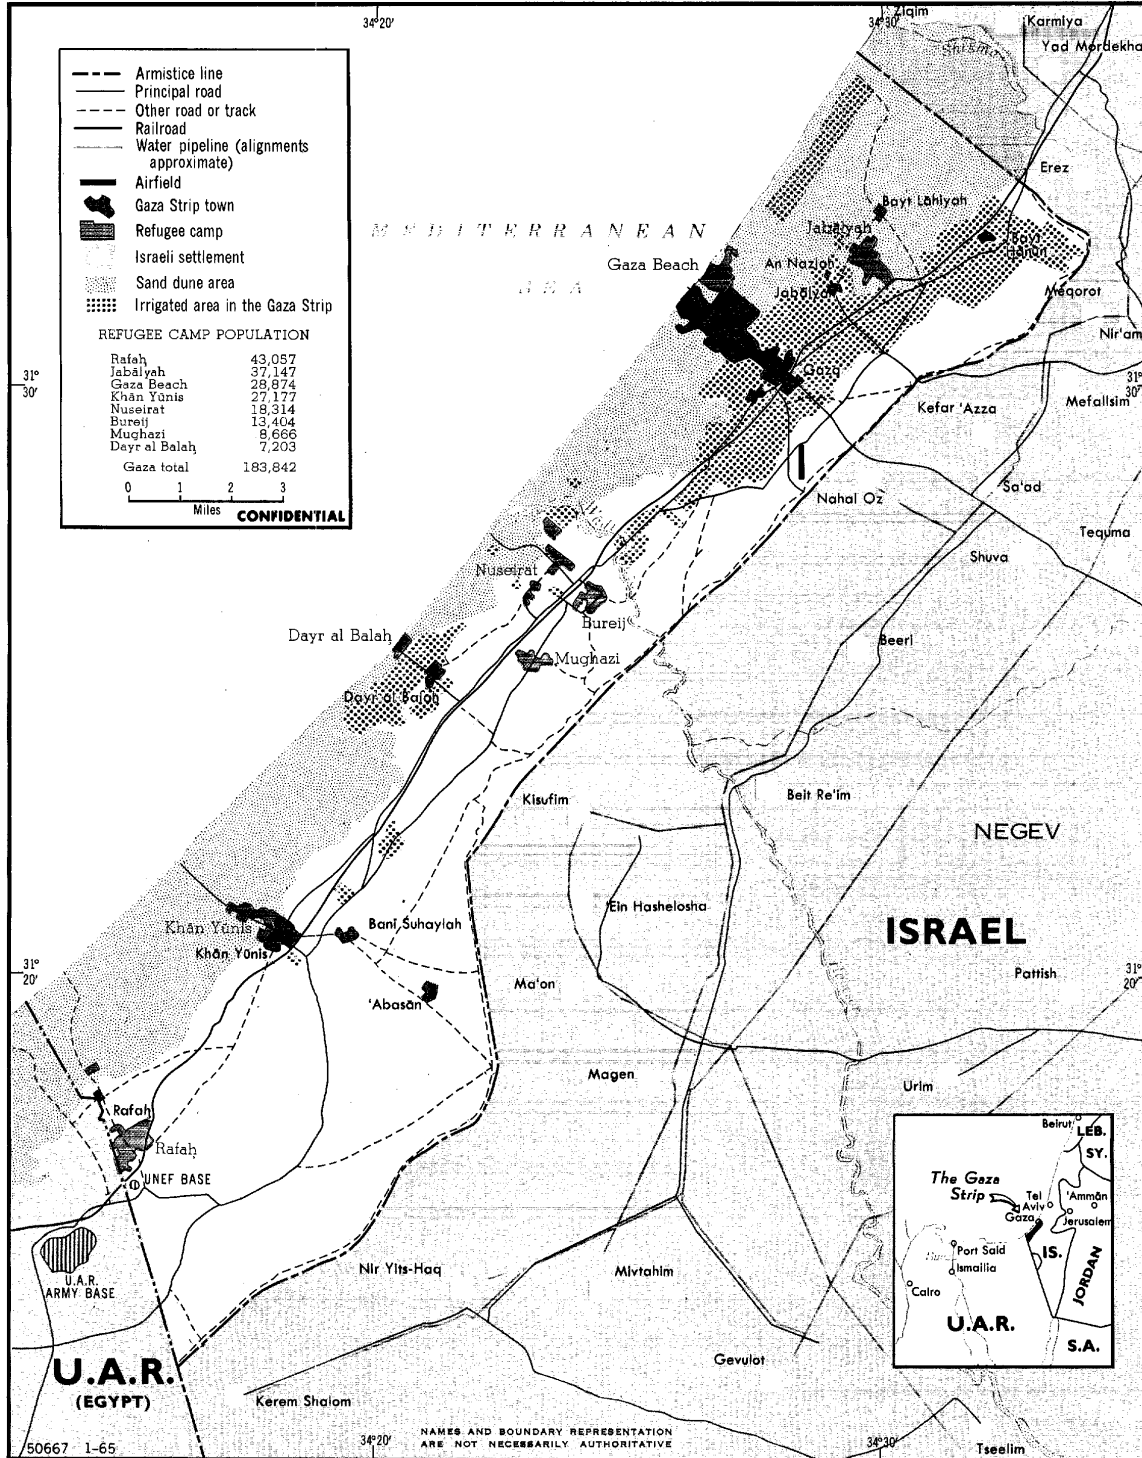 34°20'
34°30'
Ziqim
Karmiya
Yad Mordekha
Shiqma
Armistice line
Principal road
Other road or track
Railroad
Water pipeline (alignments
approximate)
Airfield
Gaza Strip town
Refugee camp
Israeli settlement
Sand dune area
Irrigated area in the Gaza Strip
REFUGEE CAMP POPULATION
Rafaḥ 43,057
Jabālyah 37,147
Gaza Beach 28,874
Khān Yūnis 27,177
Nuseirat 18,314
Bureij 13,404
Mughazi 8,666
Dayr al Balaḥ 7,203
Gaza total 183,842
0 1 2 3
Miles
CONFIDENTIAL
Erez
Bayt Lāhiyah
MEDITERRANEAN
SEA
Jabālyah
Bayt
Ḥānūn
Gaza Beach
An Nazlah
Jabālyah
Meqorot
Nir'am
31°
30'
Gaza
31°
30'
Mefallsim
Kefar 'Azza
Sa'ad
Nahal Oz
Tequma
Shuva
Nuseirat
Bureij
Dayr al Balaḥ
Beeri
Mughazi
Dayr al Balaḥ
Kisufim
Beit Re'im
NEGEV
'Ein Hashelosha
Khān Yūnis
Banī Suhaylah
ISRAEL
Khān Yūnis
31°
20'
Ma'on
Pattish
31°
20'
'Abasān
Magen
Urim
Rafaḥ
Rafaḥ
UNEF BASE
Beirut
LEB.
SY.
The Gaza
Strip
Tel
Aviv
'Ammān
Gaza
Jerusalem
Port Said
IS.
Ismailia
JORDAN
Cairo
U.A.R.
S.A.
Nir Yits-Haq
Mivtahim
U.A.R.
ARMY BASE
Gevulot
U.A.R.
(EGYPT)
Kerem Shalom
NAMES AND BOUNDARY REPRESENTATION
ARE NOT NECESSARILY AUTHORITATIVE
50667 1-65
34°20'
34°30'
Tseelim